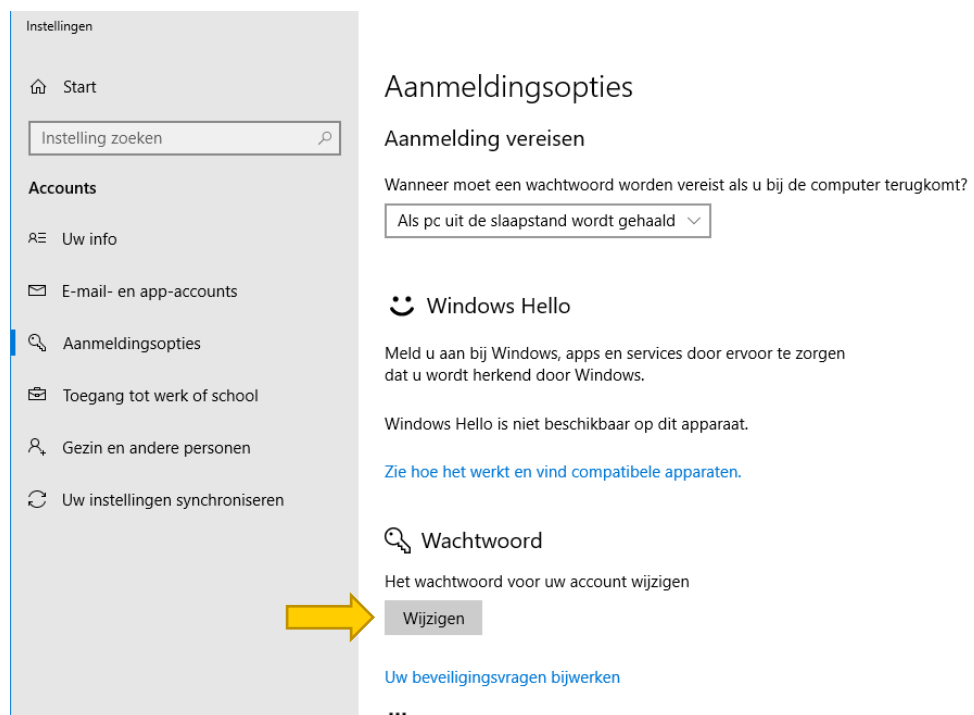 Instellingen
Start
Instelling zoeken
Accounts
Uw info
E-mail- en app-accounts
Aanmeldingsopties
Toegang tot werk of school
Gezin en andere personen
Uw instellingen synchroniseren
Aanmeldingsopties
Aanmelding vereisen
Wanneer moet een wachtwoord worden vereist als u bij de computer terugkomt?
Als pc uit de slaapstand wordt gehaald
Windows Hello
Meld u aan bij Windows, apps en services door ervoor te zorgen
dat u wordt herkend door Windows.
Windows Hello is niet beschikbaar op dit apparaat.
Zie hoe het werkt en vind compatibele apparaten.
Wachtwoord
Het wachtwoord voor uw account wijzigen
Wijzigen
Uw beveiligingsvragen bijwerken